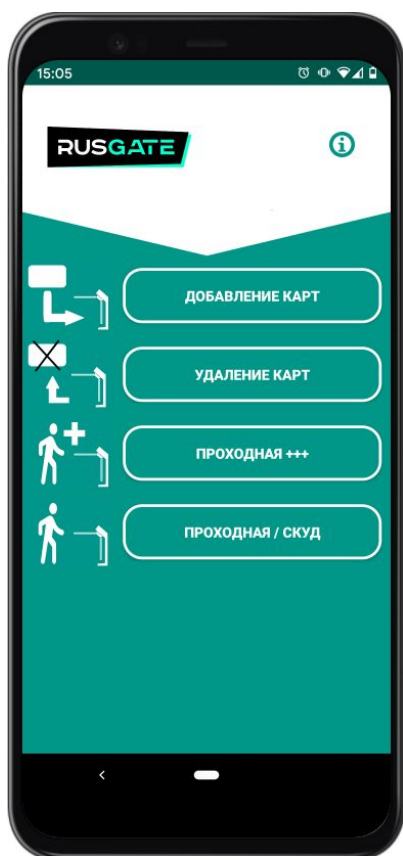 15:05
RUSGATE
ДОБАВЛЕНИЕ КАРТ
УДАЛЕНИЕ КАРТ
ПРОХОДНАЯ +++
ПРОХОДНАЯ / СКУД